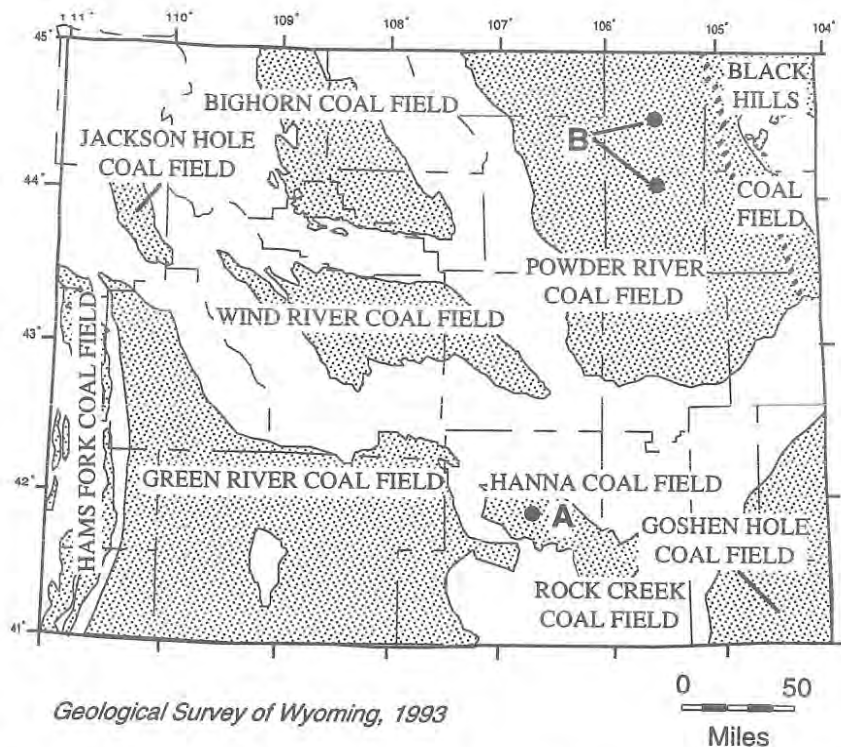 111° 110° 109° 108° 107° 106° 105° 104°
45°
BLACK
HILLS
BIGHORN COAL FIELD
JACKSON HOLE
COAL FIELD
B
44°
COAL
FIELD
POWDER RIVER
COAL FIELD
WIND RIVER COAL FIELD
43°
HAMS FORK COAL FIELD
42°
GREEN RIVER COAL FIELD
HANNA COAL FIELD
A
GOSHEN HOLE
COAL FIELD
ROCK CREEK
COAL FIELD
41°
0 50
Miles
Geological Survey of Wyoming, 1993